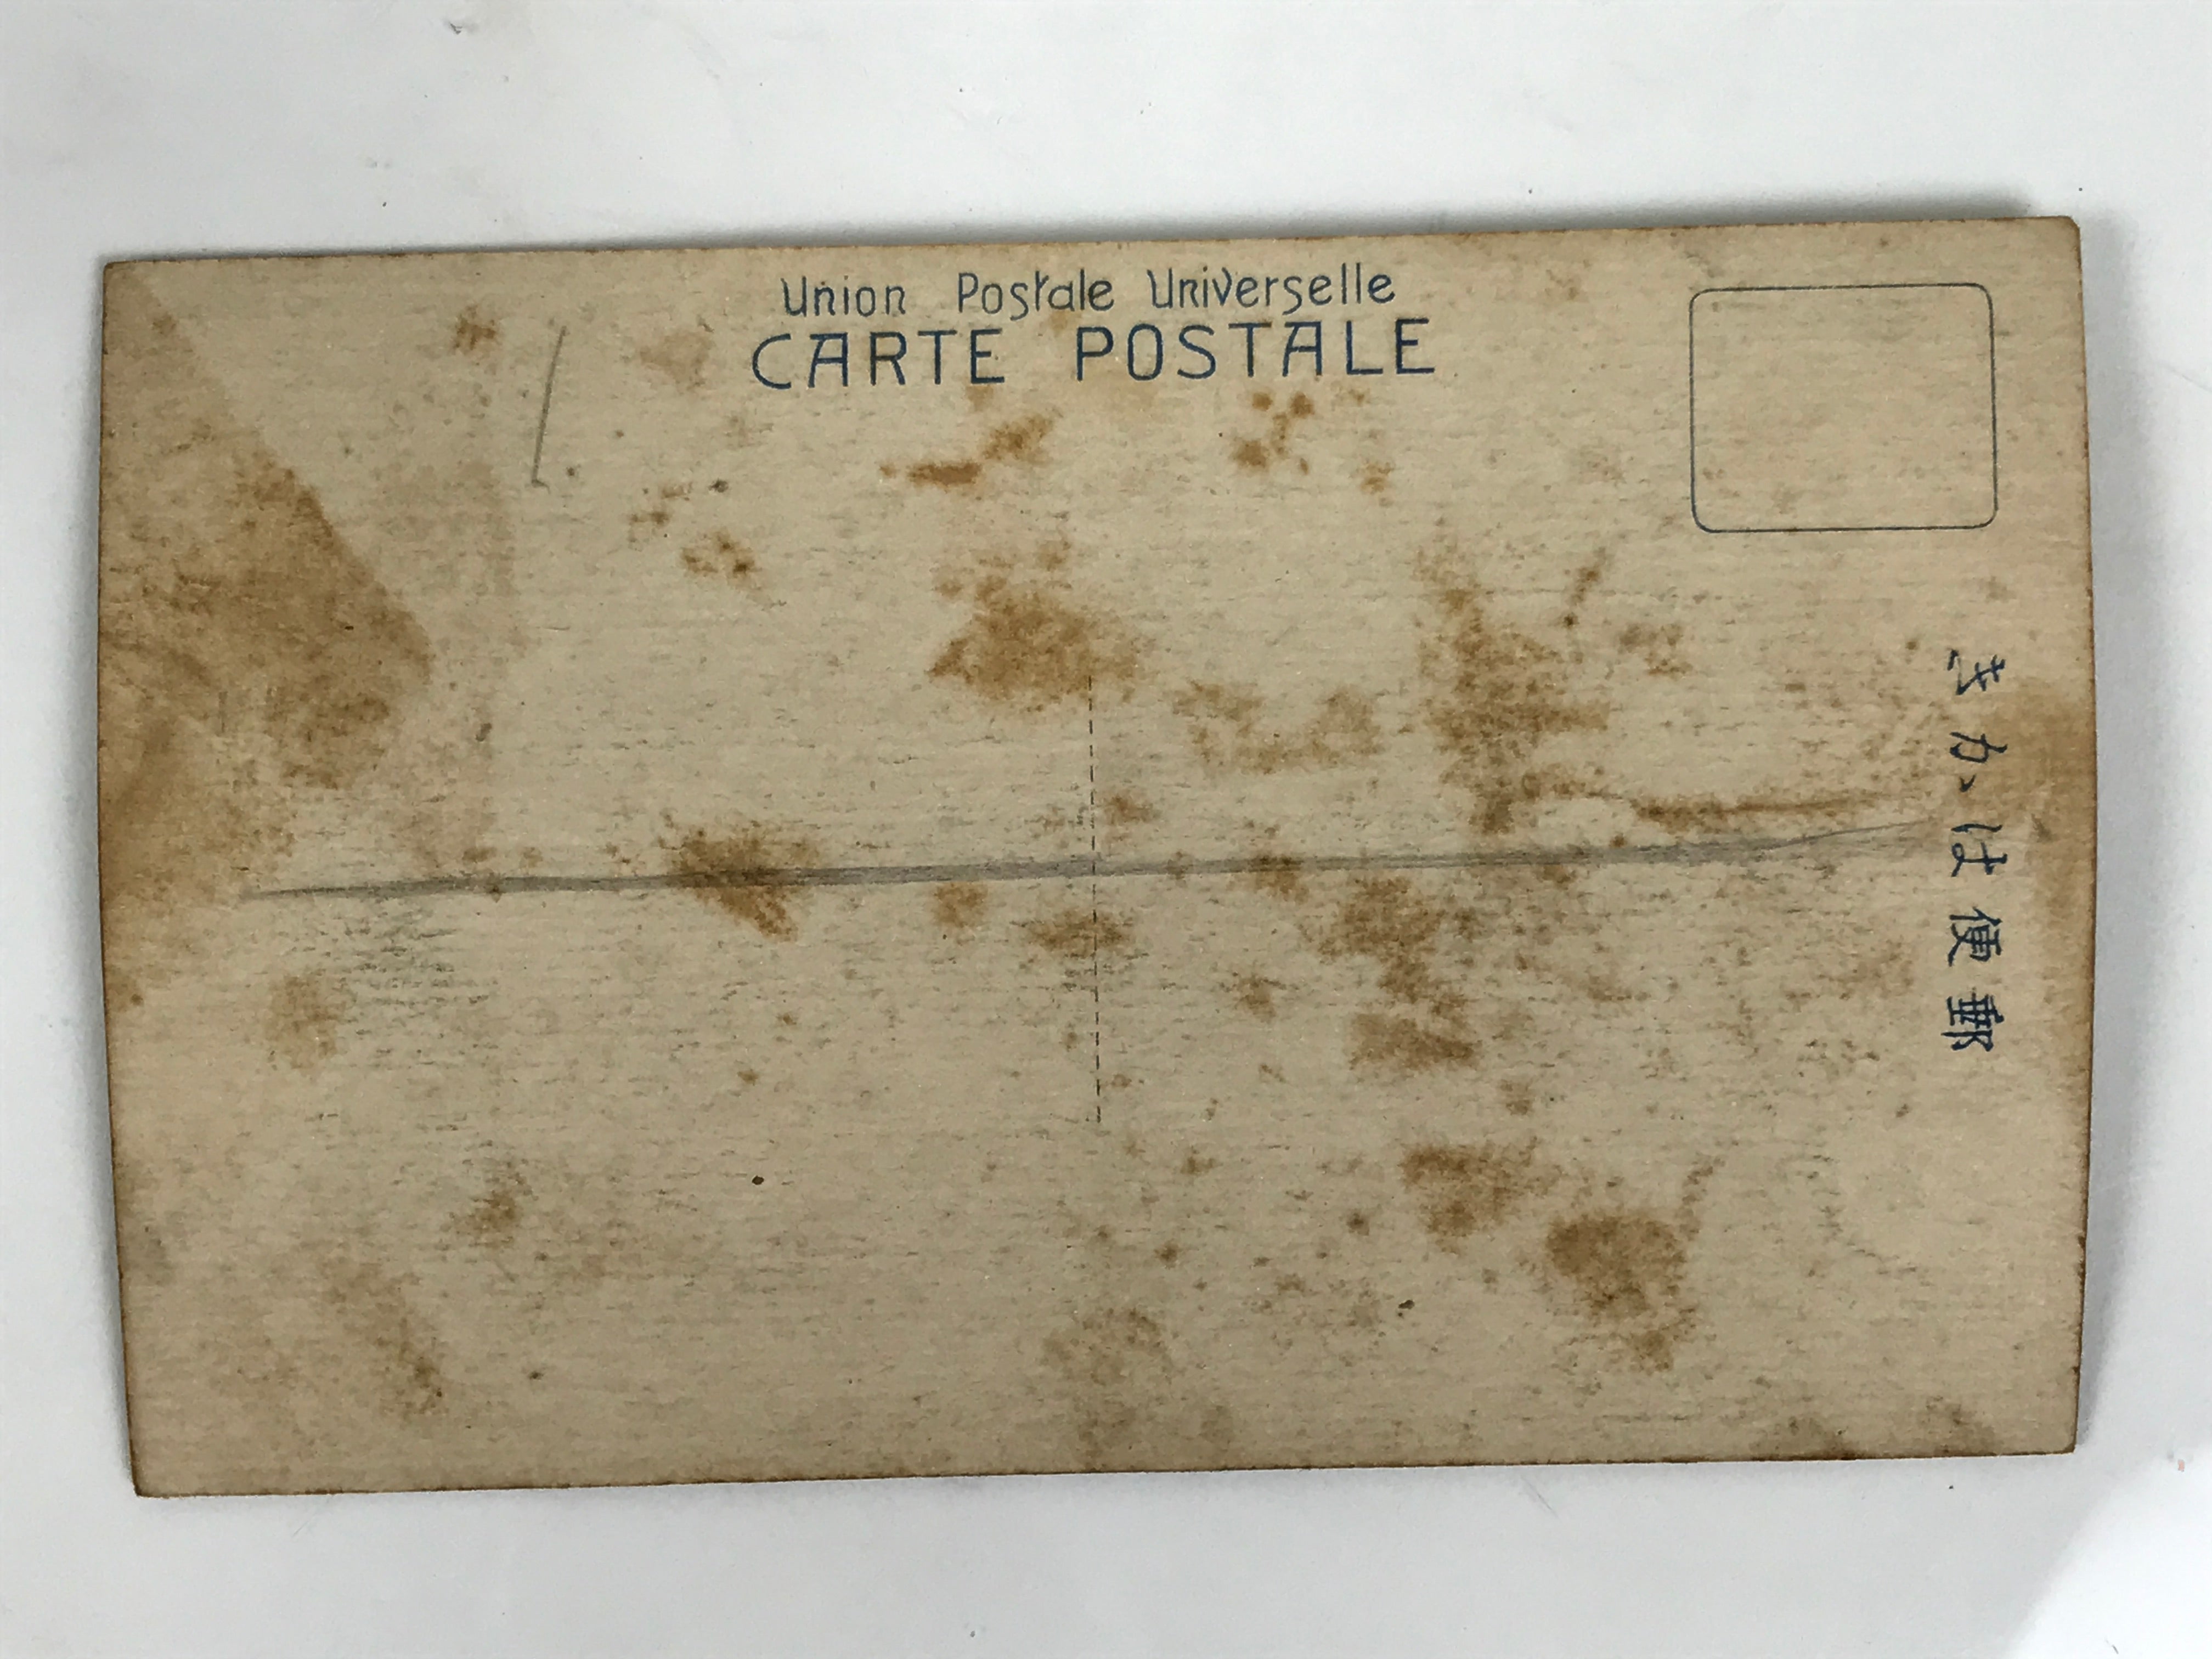 Union Postale Universelle
CARTE POSTALE
郵便はかき